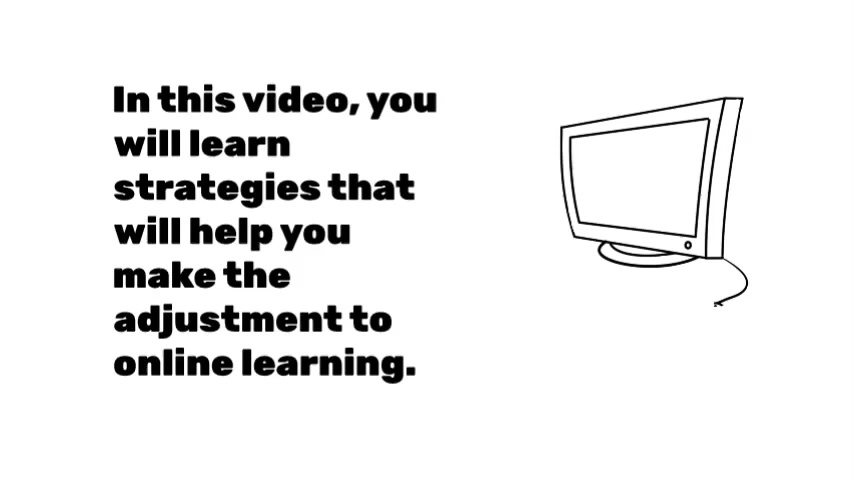 In this video, you
will learn
strategies that
will help you
make the
adjustment to
online learning.